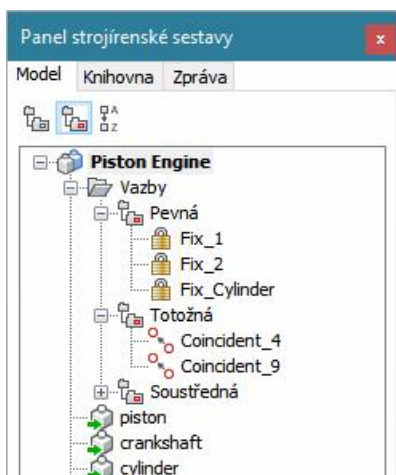 Panel strojírenské sestavy x
Model Knihovna Zpráva
A Z
Piston Engine
Vazby
Pevná
Fix_1
Fix_2
Fix_Cylinder
Totožná
Coincident_4
Coincident_9
Soustředná
piston
crankshaft
cylinder